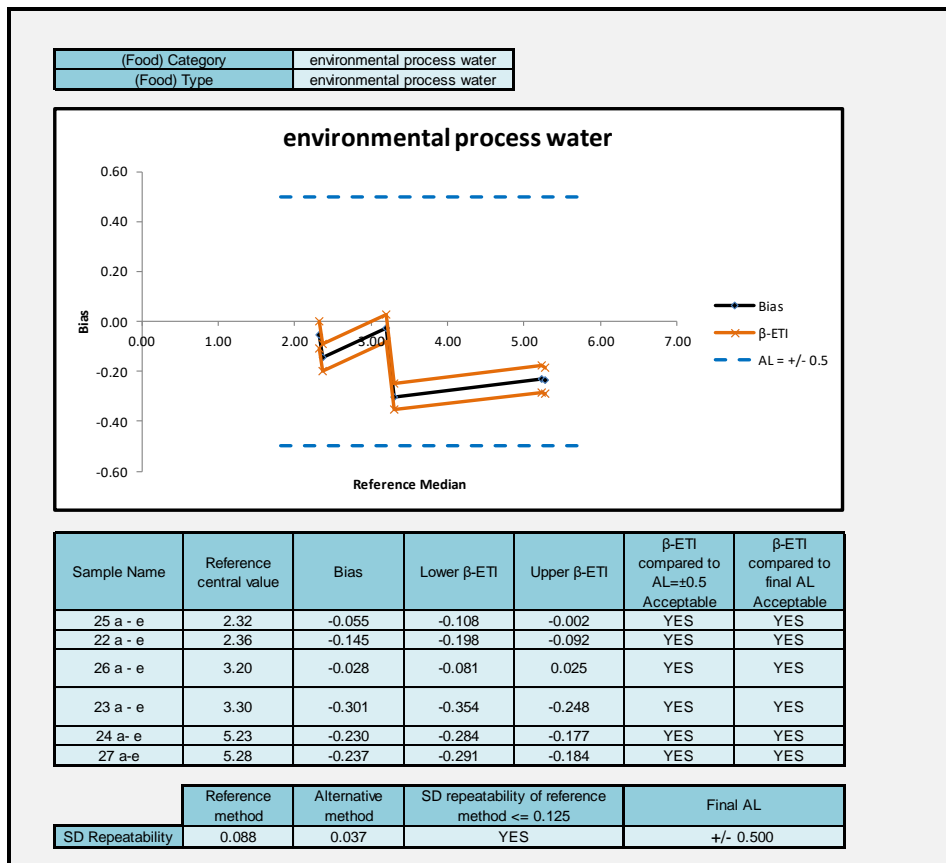 (Food) Category environmental process water
(Food) Type environmental process water
environmental process water
0.60
0.40
0.20
0.00
-0.20
-0.40
-0.60
0.00 1.00 2.00 3.00 4.00 5.00 6.00 7.00
Bias
Reference Median
Bias
β-ETI
AL = +/- 0.5
Sample Name Reference central value Bias Lower β-ETI Upper β-ETI β-ETI compared to AL=±0.5 Acceptable β-ETI compared to final AL Acceptable
25 a - e 2.32 -0.055 -0.108 -0.002 YES YES
22 a - e 2.36 -0.145 -0.198 -0.092 YES YES
26 a - e 3.20 -0.028 -0.081 0.025 YES YES
23 a - e 3.30 -0.301 -0.354 -0.248 YES YES
24 a- e 5.23 -0.230 -0.284 -0.177 YES YES
27 a-e 5.28 -0.237 -0.291 -0.184 YES YES
Reference method Alternative method SD repeatability of reference method <= 0.125 Final AL
SD Repeatability 0.088 0.037 YES +/- 0.500